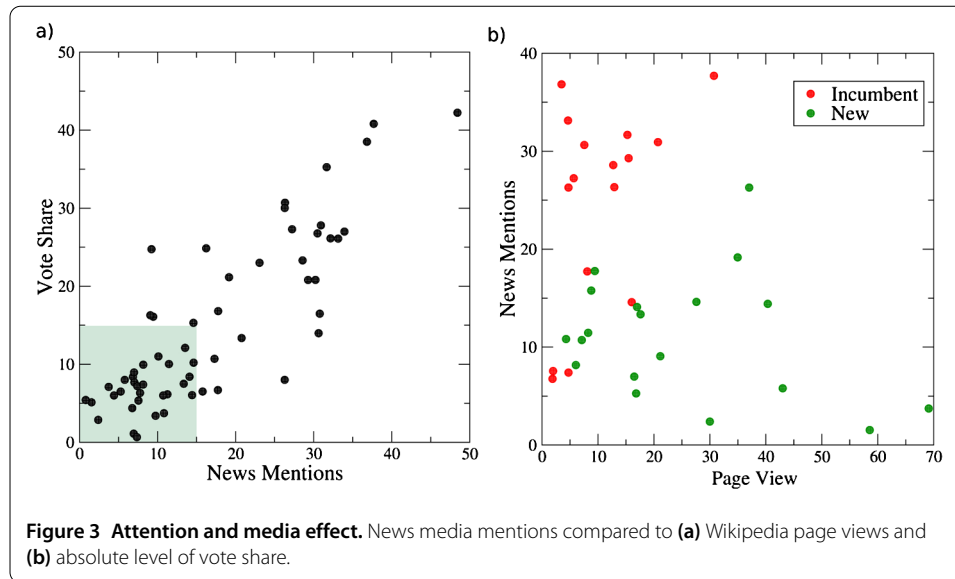 a)
50
40
30
20
10
0
Vote Share
0 10 20 30 40 50
News Mentions
b)
40
30
20
10
0
News Mentions
Incumbent
New
0 10 20 30 40 50 60 70
Page View
Figure 3 Attention and media effect. News media mentions compared to (a) Wikipedia page views and
(b) absolute level of vote share.